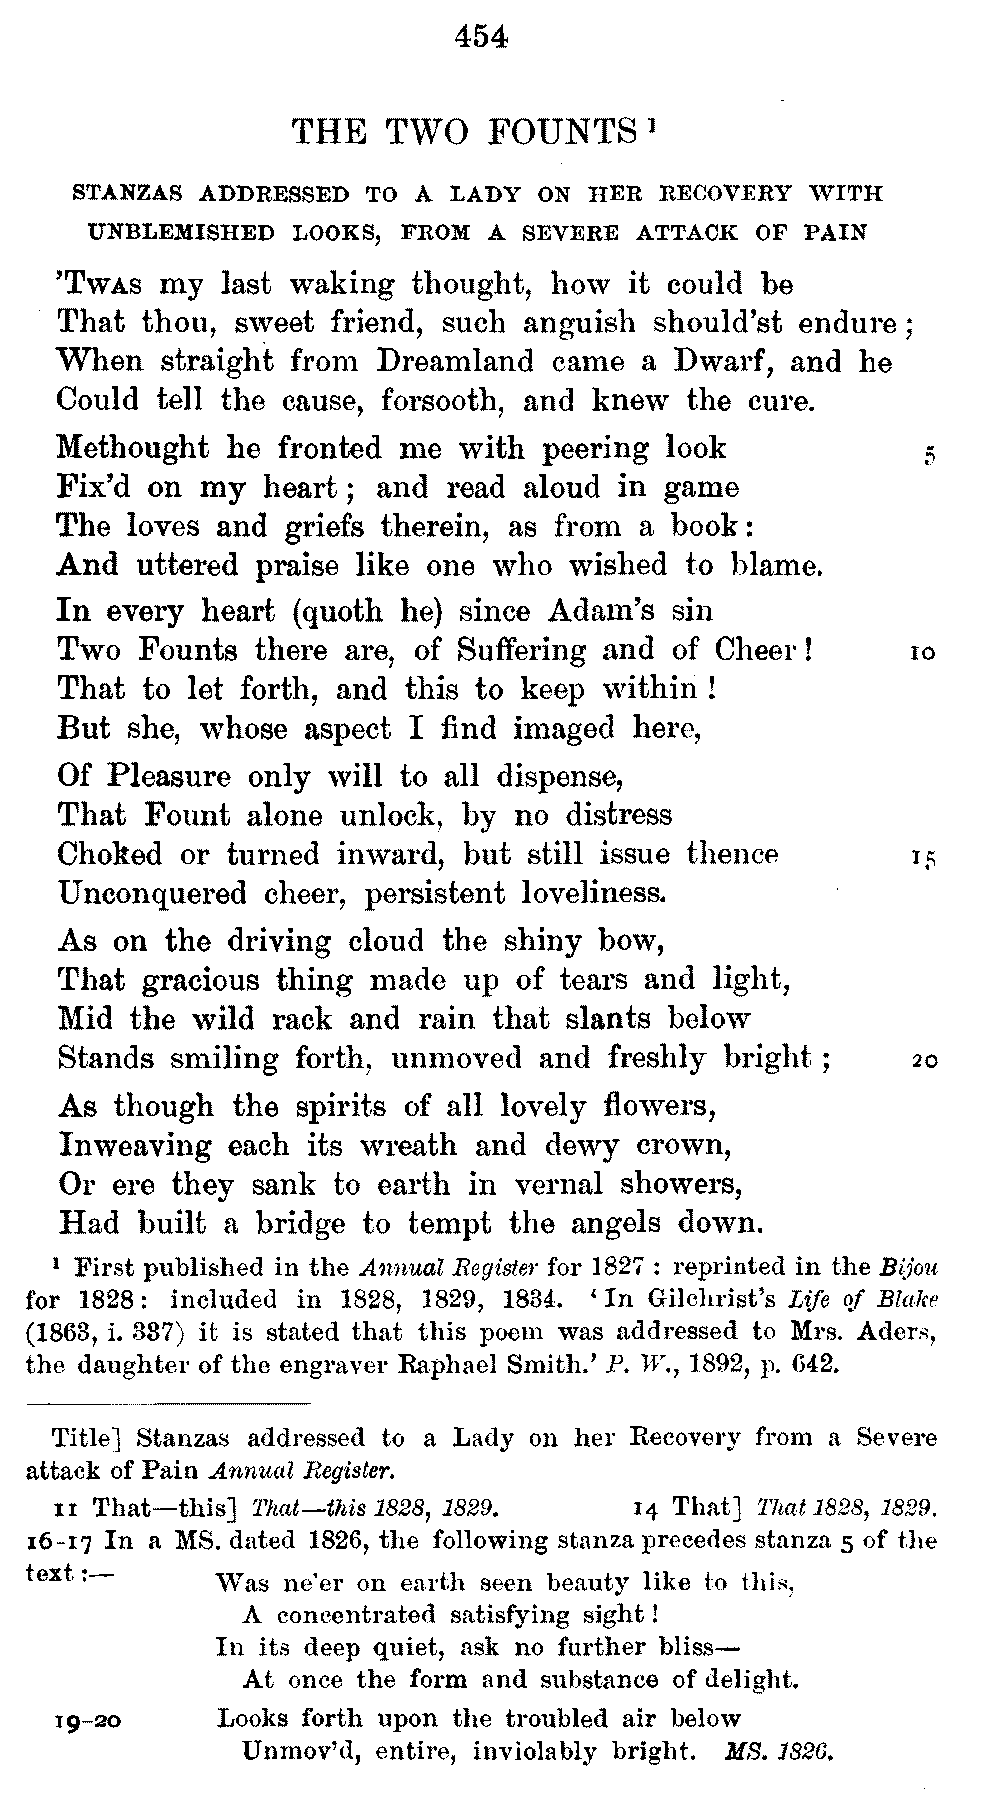 454
THE TWO FOUNTS ¹
STANZAS ADDRESSED TO A LADY ON HER RECOVERY WITH
UNBLEMISHED LOOKS, FROM A SEVERE ATTACK OF PAIN
'TWAS my last waking thought, how it could be
That thou, sweet friend, such anguish should'st endure;
When straight from Dreamland came a Dwarf, and he
Could tell the cause, forsooth, and knew the cure.
Methought he fronted me with peering look 5
Fix'd on my heart; and read aloud in game
The loves and griefs therein, as from a book:
And uttered praise like one who wished to blame.
In every heart (quoth he) since Adam's sin
Two Founts there are, of Suffering and of Cheer! 10
That to let forth, and this to keep within!
But she, whose aspect I find imaged here,
Of Pleasure only will to all dispense,
That Fount alone unlock, by no distress
Choked or turned inward, but still issue thence 15
Unconquered cheer, persistent loveliness.
As on the driving cloud the shiny bow,
That gracious thing made up of tears and light,
Mid the wild rack and rain that slants below
Stands smiling forth, unmoved and freshly bright; 20
As though the spirits of all lovely flowers,
Inweaving each its wreath and dewy crown,
Or ere they sank to earth in vernal showers,
Had built a bridge to tempt the angels down.
¹ First published in the Annual Register for 1827: reprinted in the Bijou
for 1828: included in 1828, 1829, 1834. 'In Gilchrist's Life of Blake
(1863, i. 337) it is stated that this poem was addressed to Mrs. Aders,
the daughter of the engraver Raphael Smith.' P. W., 1892, p. 642.
Title] Stanzas addressed to a Lady on her Recovery from a Severe
attack of Pain Annual Register.
11 That—this] That—this 1828, 1829. 14 That] That 1828, 1829.
16-17 In a MS. dated 1826, the following stanza precedes stanza 5 of the
text:—
Was ne'er on earth seen beauty like to this,
A concentrated satisfying sight!
In its deep quiet, ask no further bliss—
At once the form and substance of delight.
19-20 Looks forth upon the troubled air below
Unmov'd, entire, inviolably bright. MS. 1826.